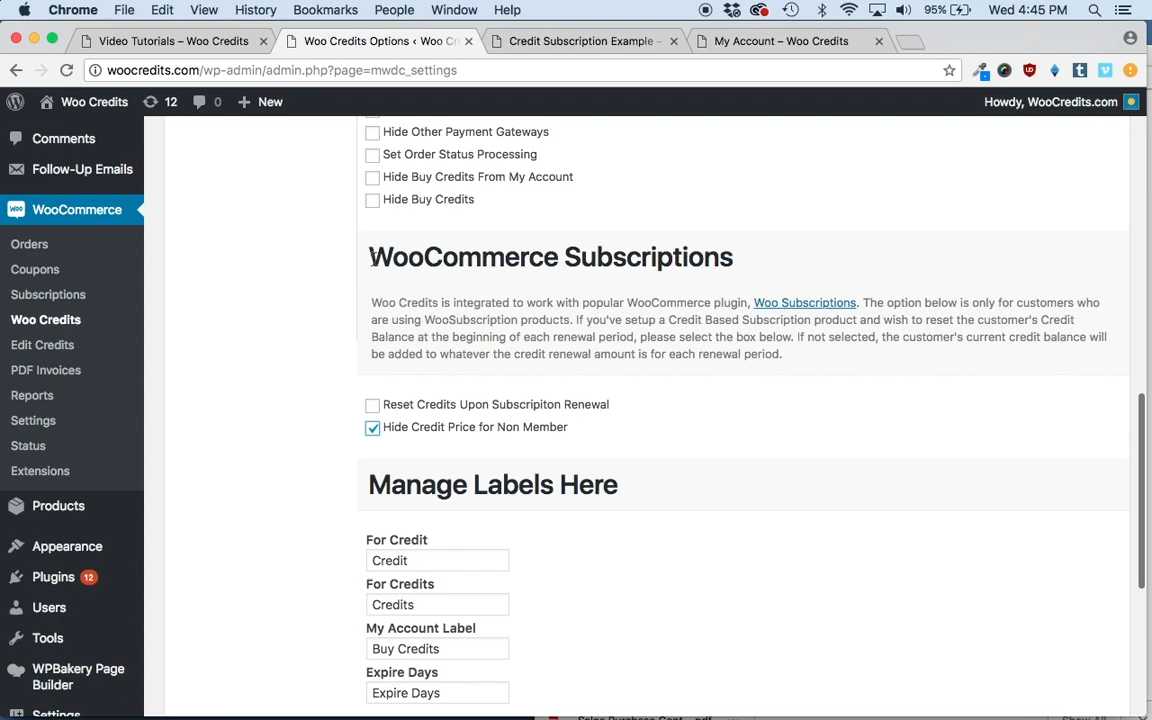 Chrome File Edit View History Bookmarks People Window Help 95% Wed 4:45 PM
Video Tutorials – Woo Credits Woo Credits Options ‹ Woo Cr Credit Subscription Example – My Account – Woo Credits
woocredits.com/wp-admin/admin.php?page=mwdc_settings
Woo Credits 12 0 New Howdy, WooCredits.com
Comments
Follow-Up Emails
WooCommerce
Orders
Coupons
Subscriptions
Woo Credits
Edit Credits
PDF Invoices
Reports
Settings
Status
Extensions
Products
Appearance
Plugins 12
Users
Tools
WPBakery Page
Builder
Settings
Hide Other Payment Gateways
Set Order Status Processing
Hide Buy Credits From My Account
Hide Buy Credits
WooCommerce Subscriptions
Woo Credits is integrated to work with popular WooCommerce plugin, Woo Subscriptions. The option below is only for customers who
are using WooSubscription products. If you've setup a Credit Based Subscription product and wish to reset the customer's Credit
Balance at the beginning of each renewal period, please select the box below. If not selected, the customer's current credit balance will
be added to whatever the credit renewal amount is for each renewal period.
Reset Credits Upon Subscripiton Renewal
Hide Credit Price for Non Member
Manage Labels Here
For Credit
Credit
For Credits
Credits
My Account Label
Buy Credits
Expire Days
Expire Days